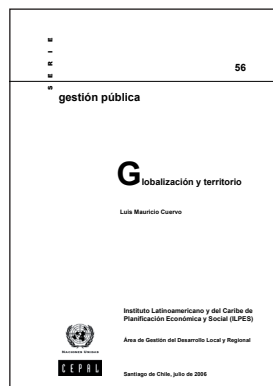 SERIE
56
gestión pública
Globalización y territorio
Luis Mauricio Cuervo
Instituto Latinoamericano y del Caribe de
Planificación Económica y Social (ILPES)
Área de Gestión del Desarrollo Local y Regional
NACIONES UNIDAS
CEPAL
Santiago de Chile, julio de 2006